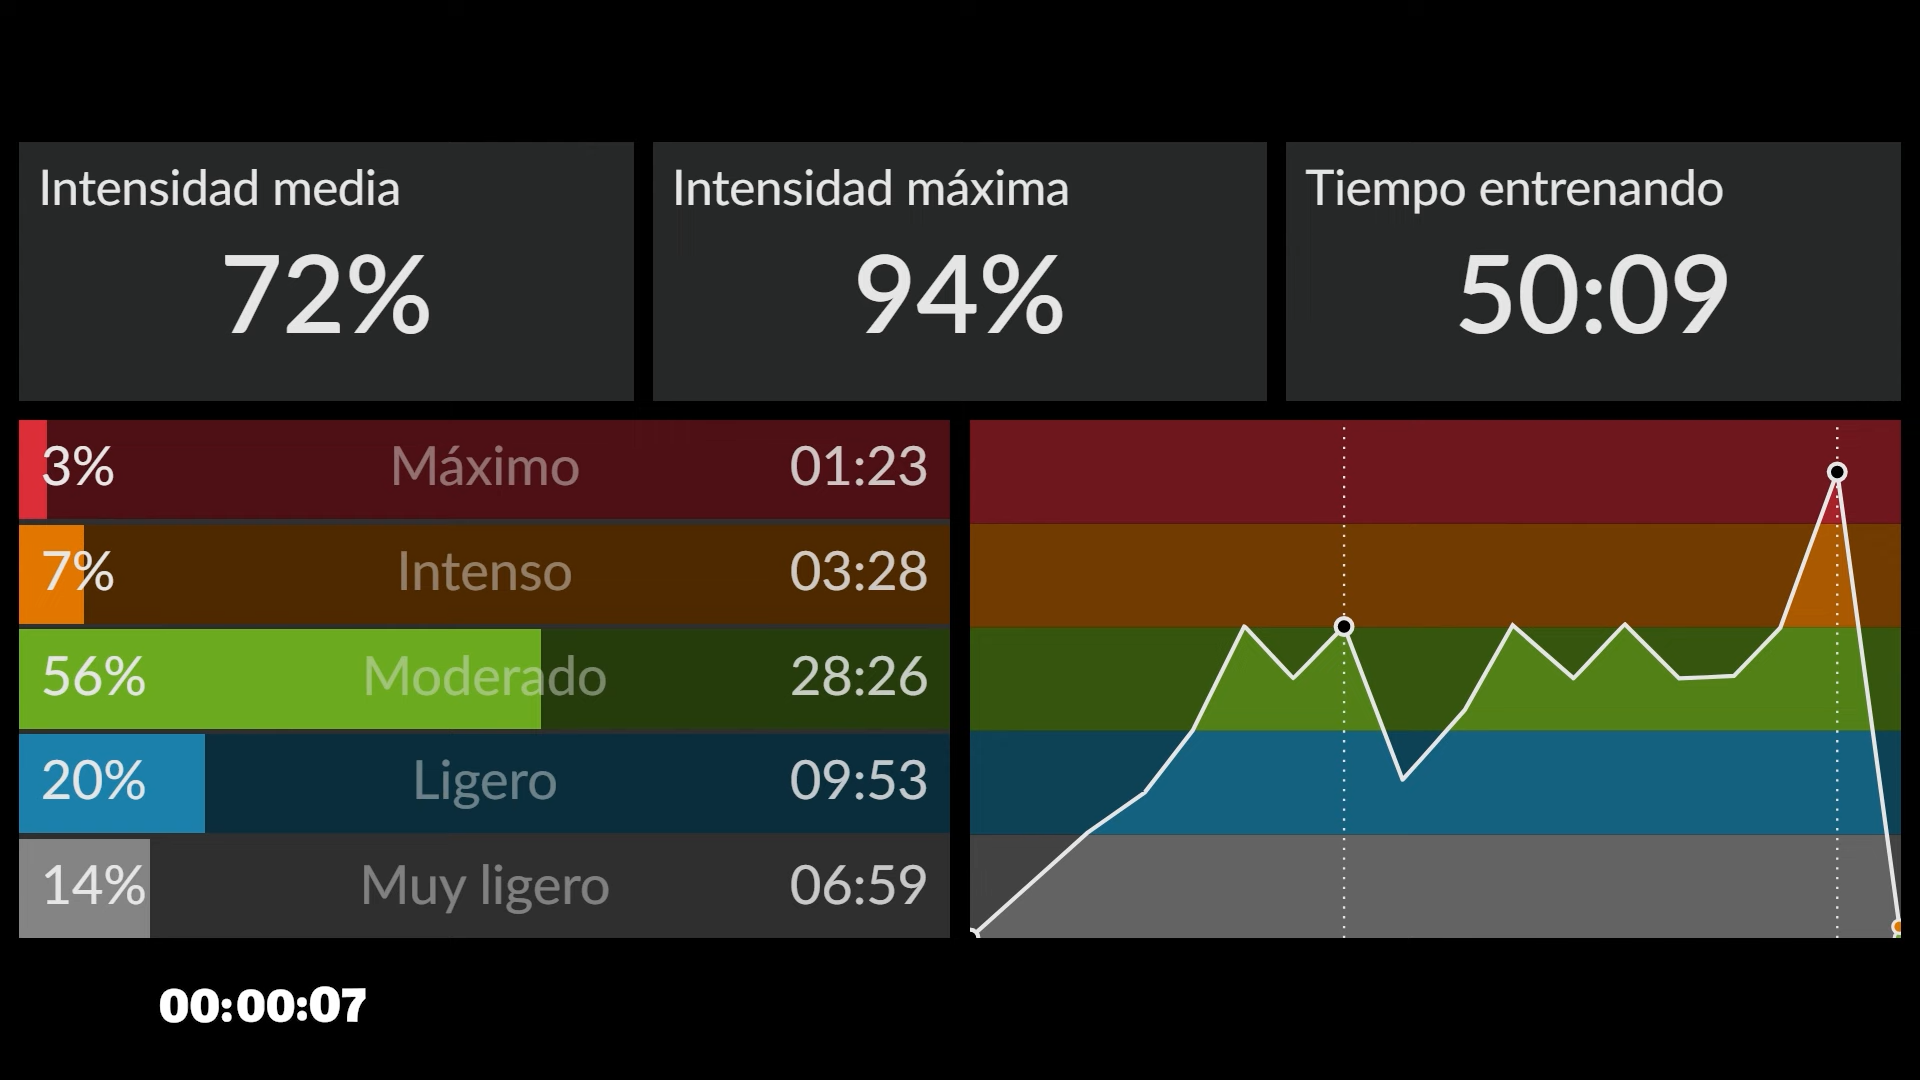 Intensidad media
72%
Intensidad máxima
94%
Tiempo entrenando
50:09
3% Máximo 01:23
7% Intenso 03:28
56% Moderado 28:26
20% Ligero 09:53
14% Muy ligero 06:59
00:00:07